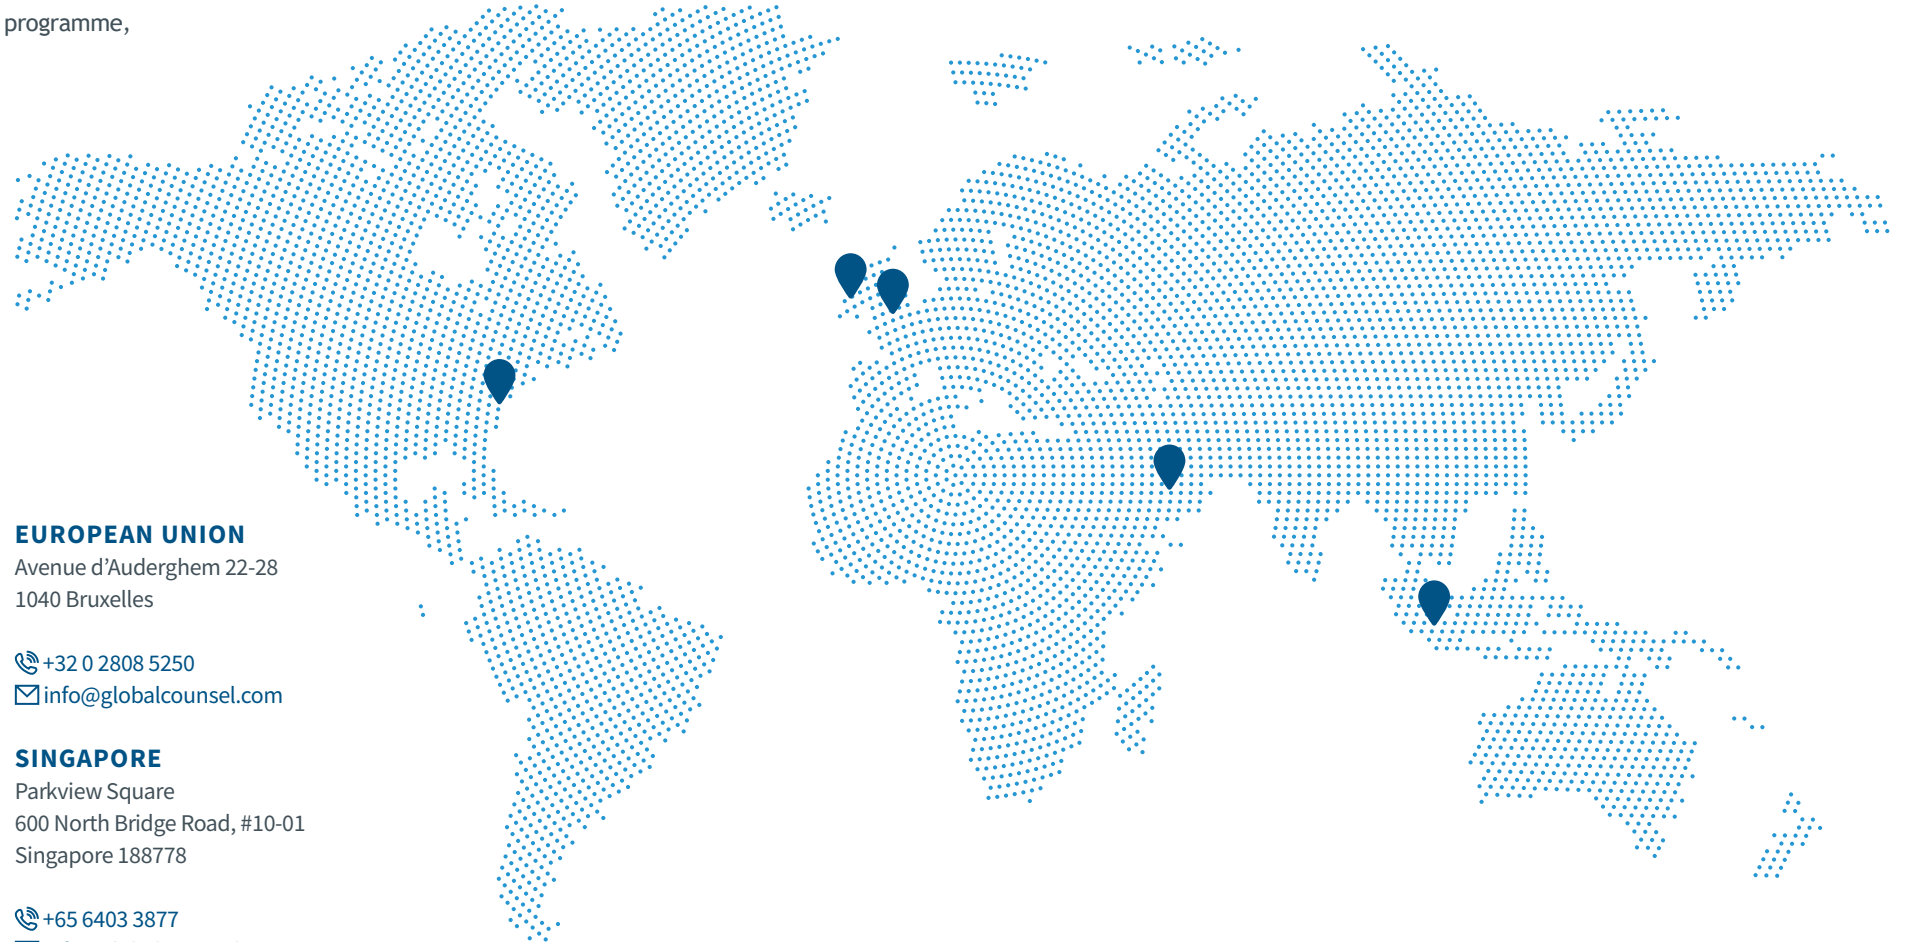 programme,
EUROPEAN UNION
Avenue d’Auderghem 22-28
1040 Bruxelles
+32 0 2808 5250
info@globalcounsel.com
SINGAPORE
Parkview Square
600 North Bridge Road, #10-01
Singapore 188778
+65 6403 3877